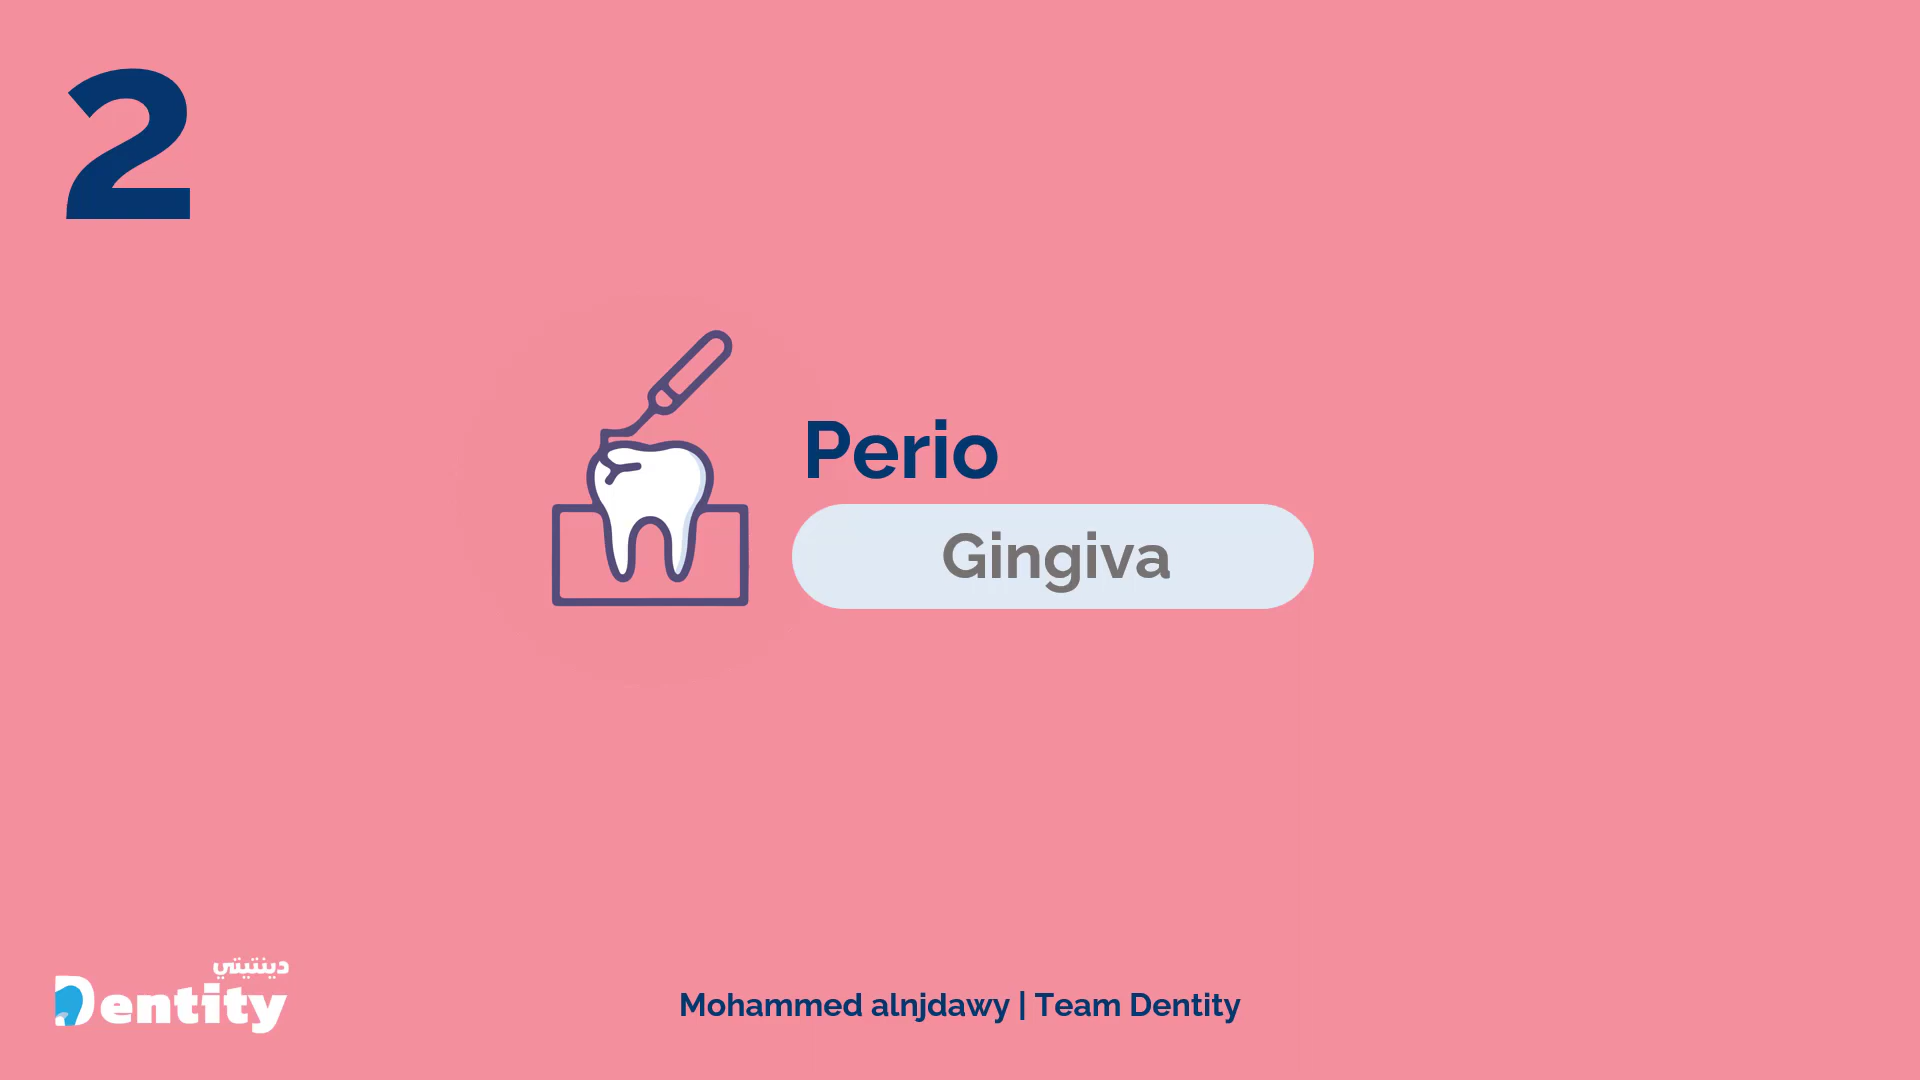 2
Perio
Gingiva
دينتيتي
Dentity
Mohammed alnjdawy | Team Dentity